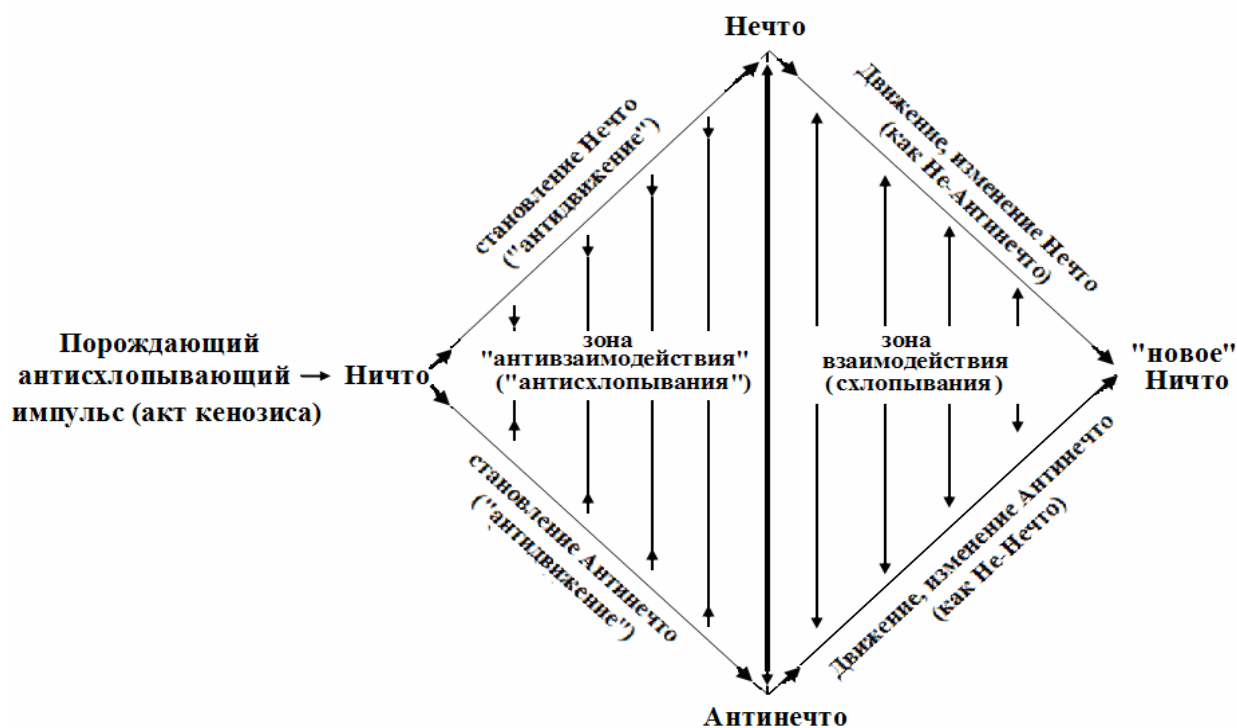 Нечто
становление Нечто
("антидвижение")
Движение, изменение Нечто
(как Не-Антинечто)
Порождающий
антисхлопывающий
импульс (акт кенозиса)
Ничто
зона
"антивзаимодействия"
("антисхлопывания")
зона
взаимодействия
(схлопывания)
"новое"
Ничто
становление Антинечто
("антидвижение")
Движение, изменение Антинечто
(как Не-Нечто)
Антинечто